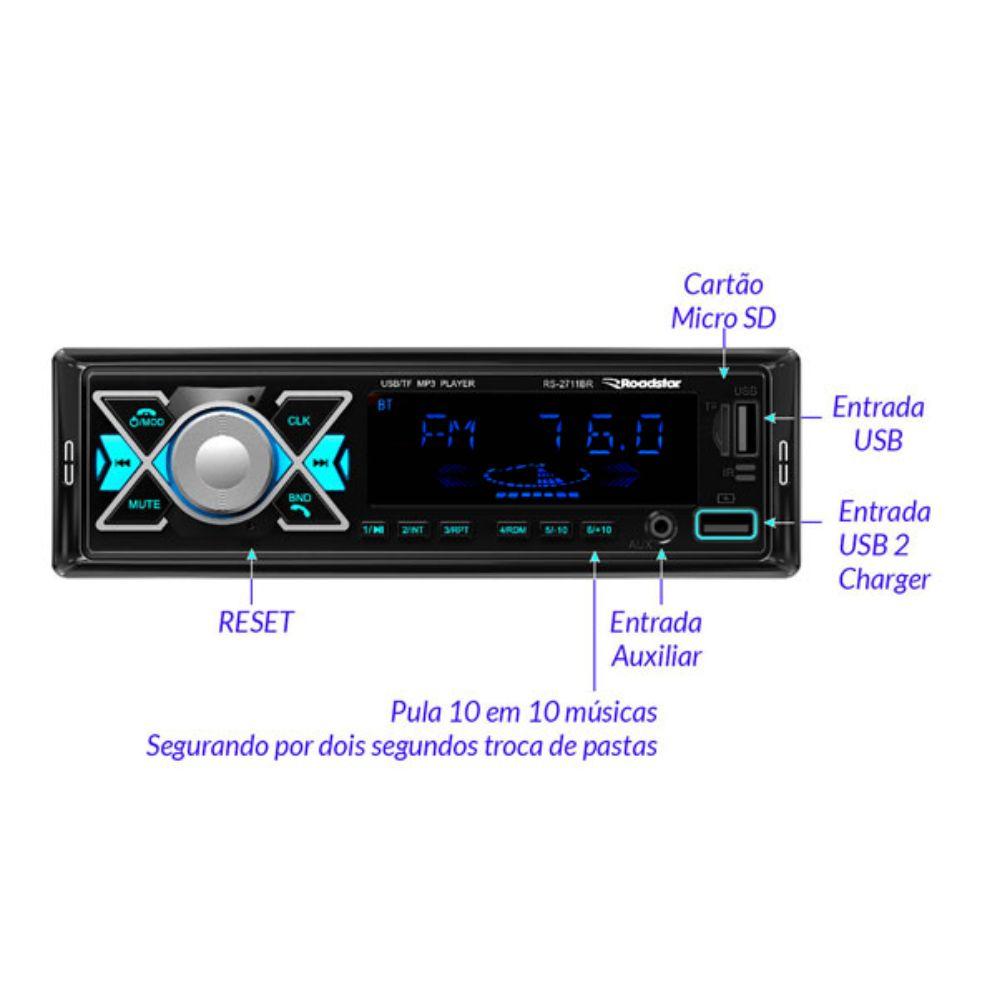 Cartão
Micro SD
USB/TF MP3 PLAYER
RS-2711BR
Roadstar
USB
TF
BT
FM 76.0
IR
⏻/MOD
CLK
MUTE
BND
Entrada
USB
1/⏯
2/INT
3/RPT
4/RDM
5/-10
6/+10
AUX
Entrada
USB 2
Charger
RESET
Entrada
Auxiliar
Pula 10 em 10 músicas
Segurando por dois segundos troca de pastas